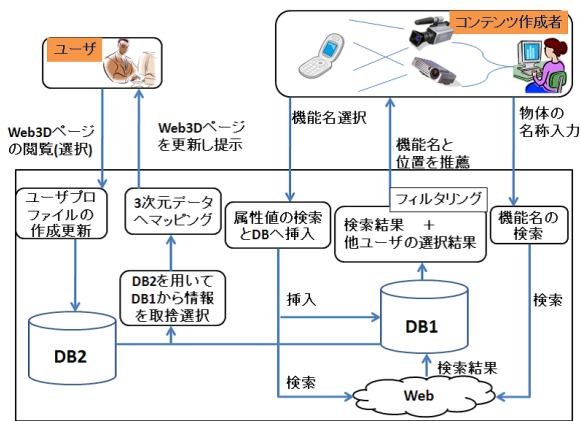 ユーザ
コンテンツ作成者
Web3Dページ
の閲覧(選択)
Web3Dページ
を更新し提示
機能名選択
機能名と
位置を推薦
物体の
名称入力
ユーザプロ
ファイルの
作成更新
3次元データ
へマッピング
属性値の検索
とDBへ挿入
フィルタリング
検索結果 +
他ユーザの選択結果
機能名の
検索
DB2を用いて
DB1から情報
を取捨選択
挿入
検索
DB2
DB1
検索
検索結果
Web